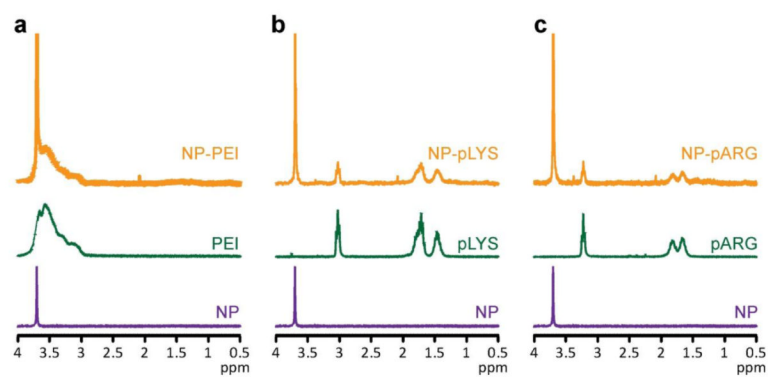 a
NP-PEI
PEI
NP
4 3.5 3 2.5 2 1.5 1 0.5
ppm
b
NP-pLYS
pLYS
NP
4 3.5 3 2.5 2 1.5 1 0.5
ppm
c
NP-pARG
pARG
NP
4 3.5 3 2.5 2 1.5 1 0.5
ppm